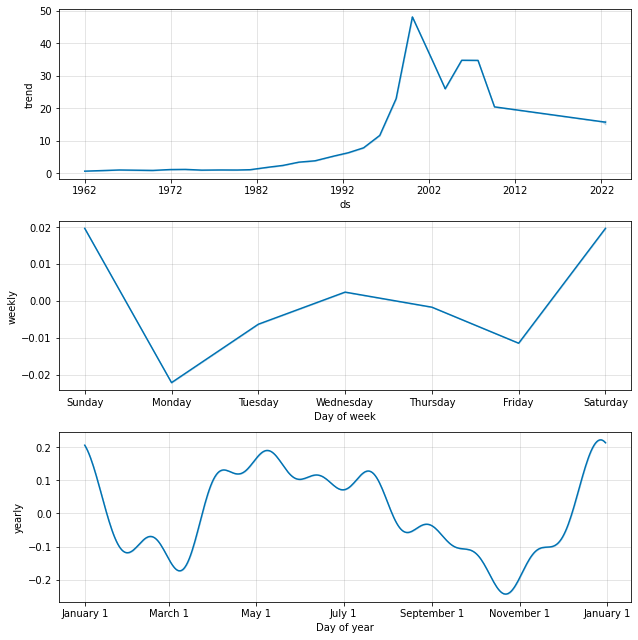 50
40
30
20
10
0
trend
1962 1972 1982 1992 2002 2012 2022
ds
0.02
0.01
0.00
−0.01
−0.02
weekly
Sunday Monday Tuesday Wednesday Thursday Friday Saturday
Day of week
0.2
0.1
0.0
−0.1
−0.2
yearly
January 1 March 1 May 1 July 1 September 1 November 1 January 1
Day of year